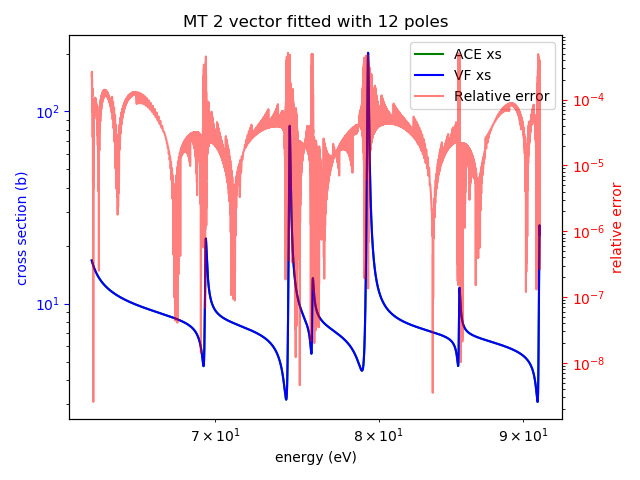 MT 2 vector fitted with 12 poles
ACE xs
VF xs
Relative error
cross section (b)
10²
10¹
10⁻⁴
10⁻⁵
10⁻⁶
10⁻⁷
10⁻⁸
relative error
7 × 10¹
8 × 10¹
9 × 10¹
energy (eV)